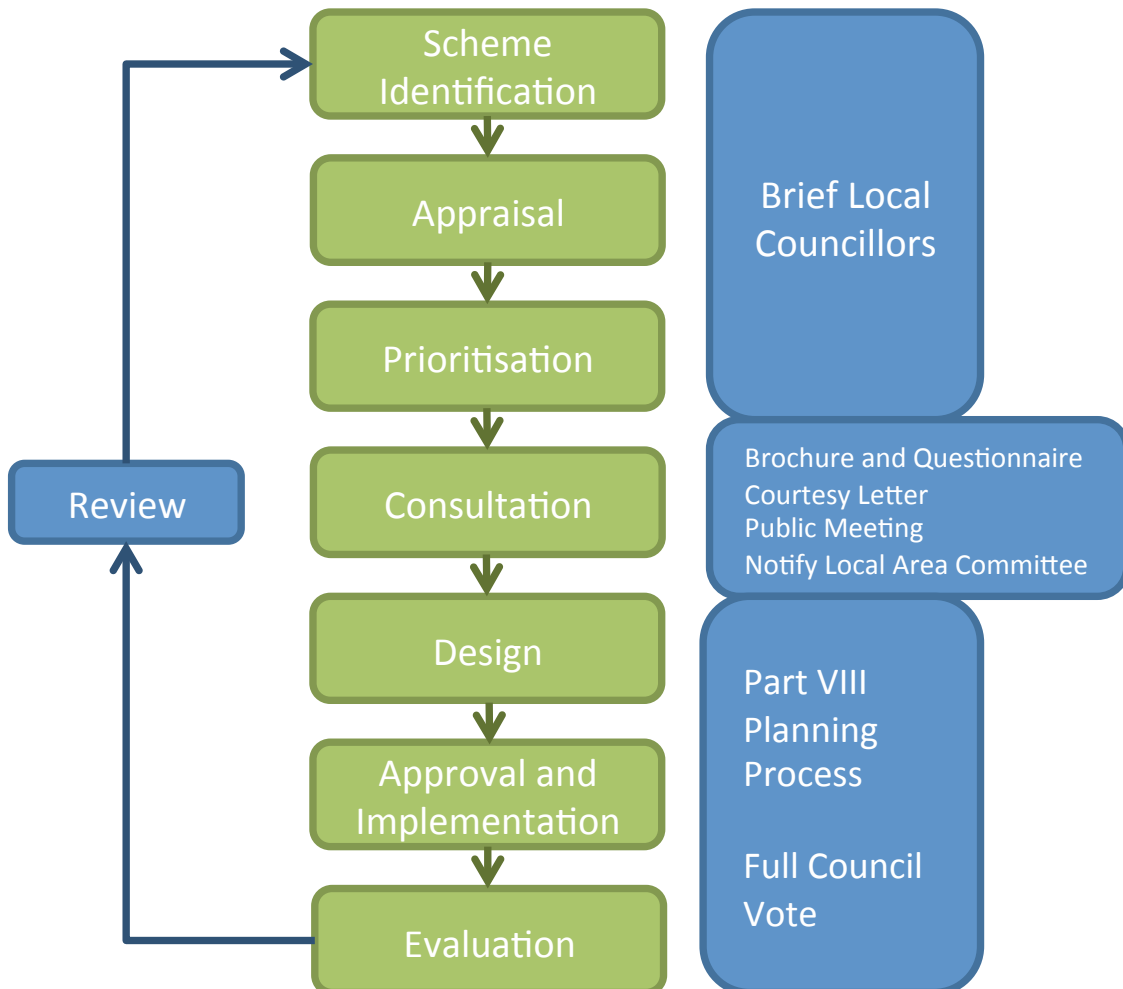 Scheme
Identification
Appraisal
Prioritisation
Consultation
Design
Approval and
Implementation
Evaluation
Review
Brief Local
Councillors
Brochure and Questionnaire
Courtesy Letter
Public Meeting
Notify Local Area Committee
Part VIII
Planning
Process
Full Council
Vote